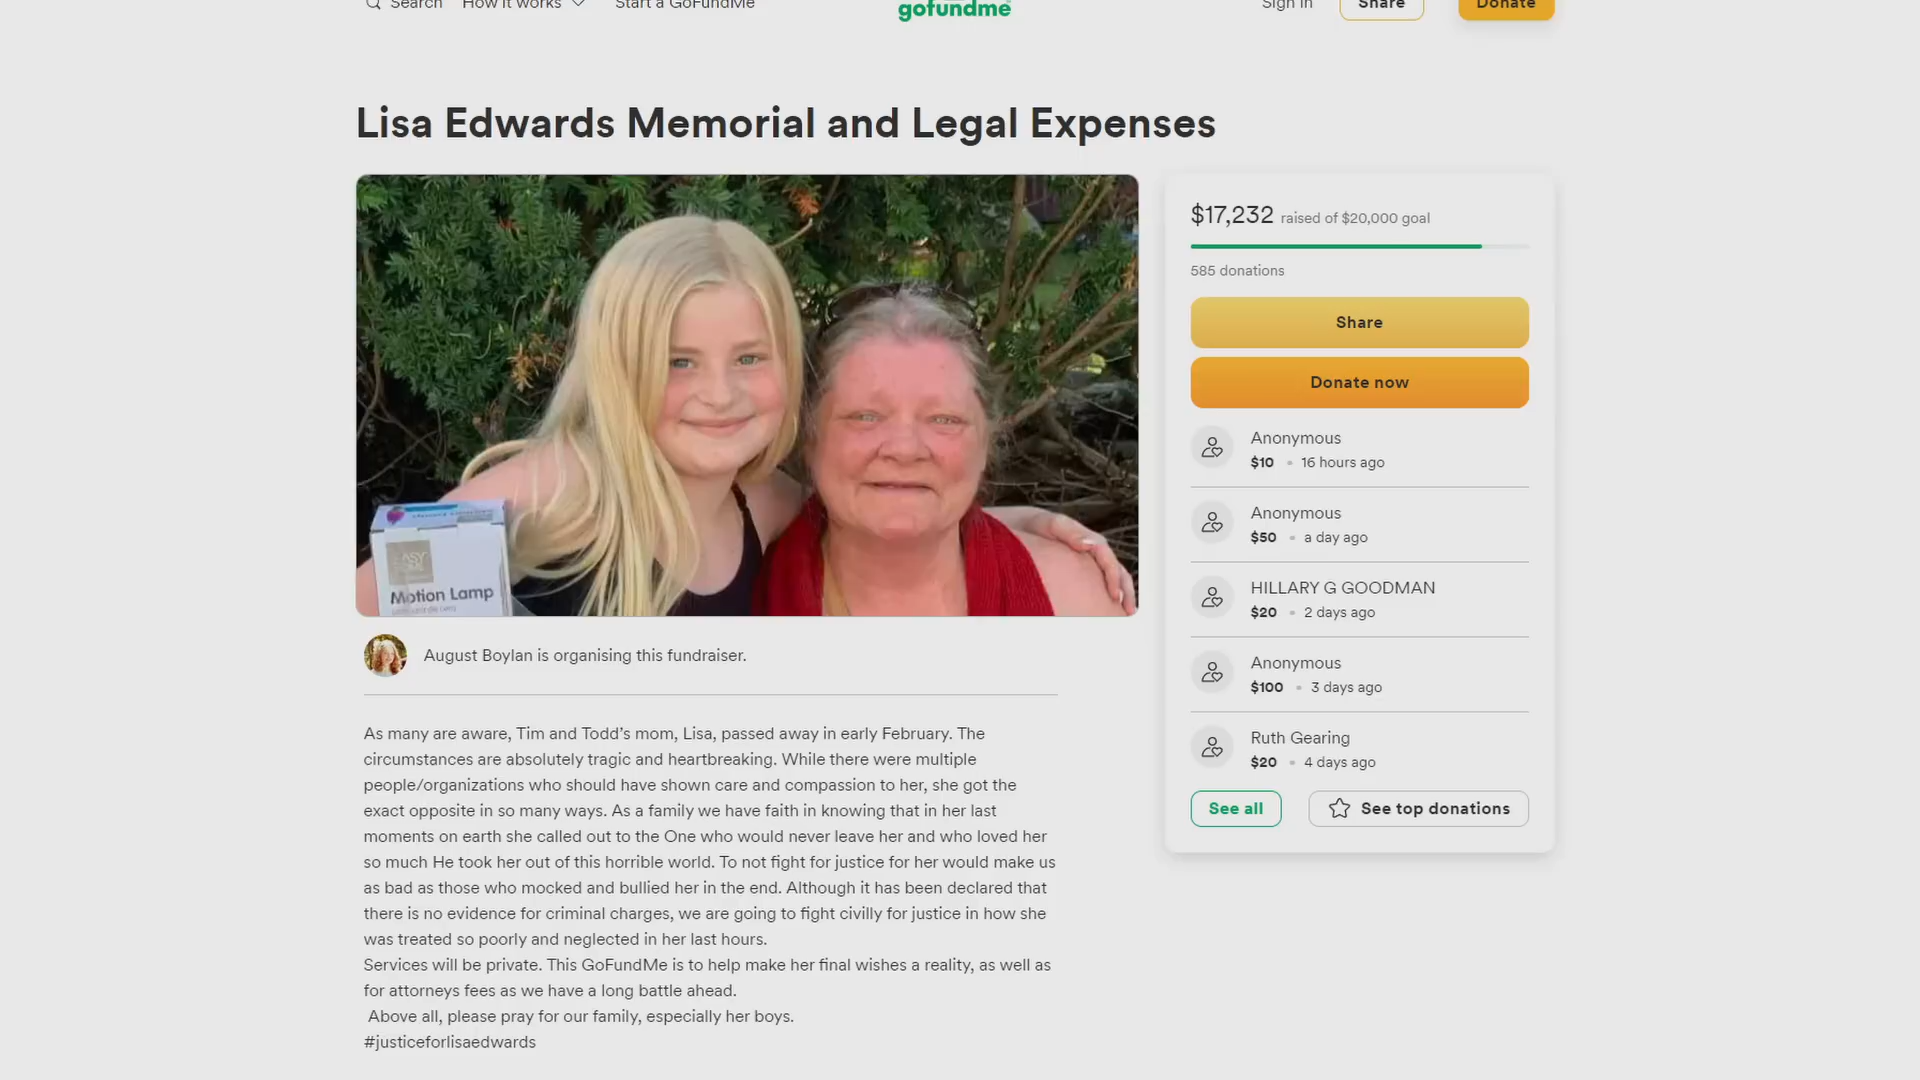 Search How it works Start a GoFundMe gofundme Sign in Share Donate
Lisa Edwards Memorial and Legal Expenses
Motion Lamp
August Boylan is organising this fundraiser.
As many are aware, Tim and Todd’s mom, Lisa, passed away in early February. The
circumstances are absolutely tragic and heartbreaking. While there were multiple
people/organizations who should have shown care and compassion to her, she got the
exact opposite in so many ways. As a family we have faith in knowing that in her last
moments on earth she called out to the One who would never leave her and who loved her
so much He took her out of this horrible world. To not fight for justice for her would make us
as bad as those who mocked and bullied her in the end. Although it has been declared that
there is no evidence for criminal charges, we are going to fight civilly for justice in how she
was treated so poorly and neglected in her last hours.
Services will be private. This GoFundMe is to help make her final wishes a reality, as well as
for attorneys fees as we have a long battle ahead.
Above all, please pray for our family, especially her boys.
#justiceforlisaedwards
$17,232 raised of $20,000 goal
585 donations
Share
Donate now
Anonymous
$10 • 16 hours ago
Anonymous
$50 • a day ago
HILLARY G GOODMAN
$20 • 2 days ago
Anonymous
$100 • 3 days ago
Ruth Gearing
$20 • 4 days ago
See all See top donations